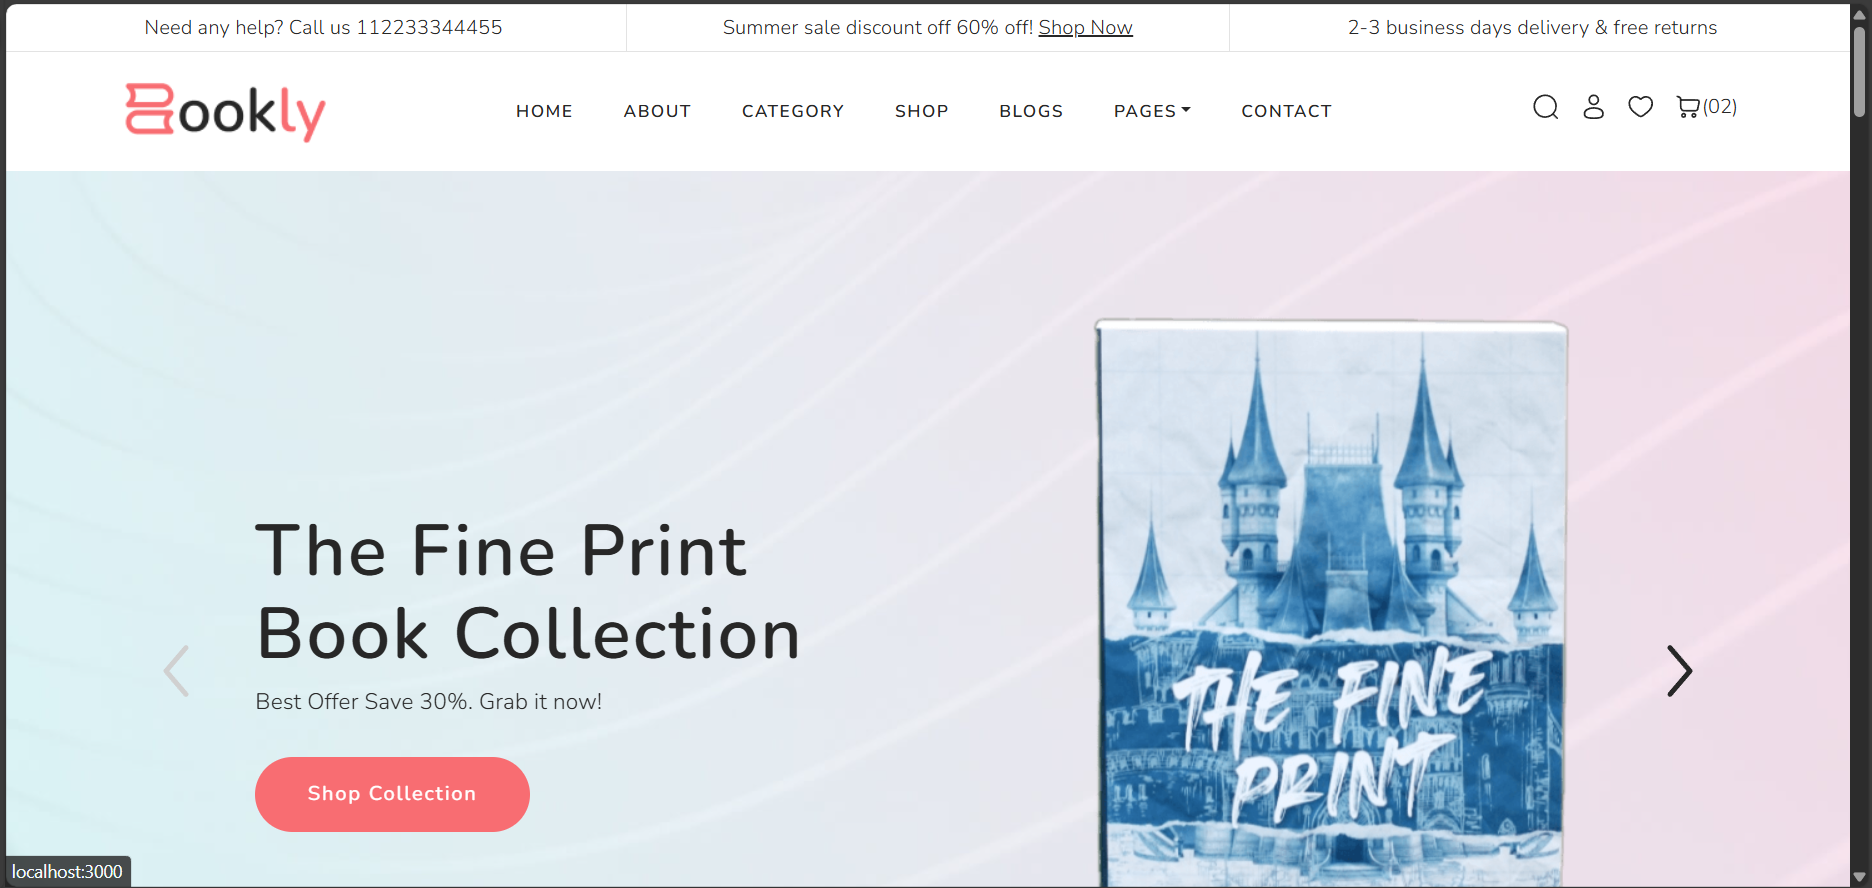 Need any help? Call us 112233344455
Summer sale discount off 60% off! Shop Now
2-3 business days delivery & free returns
Bookly
HOME
ABOUT
CATEGORY
SHOP
BLOGS
PAGES
CONTACT
(02)
The Fine Print
Book Collection
Best Offer Save 30%. Grab it now!
Shop Collection
THE FINE
PRINT
localhost:3000